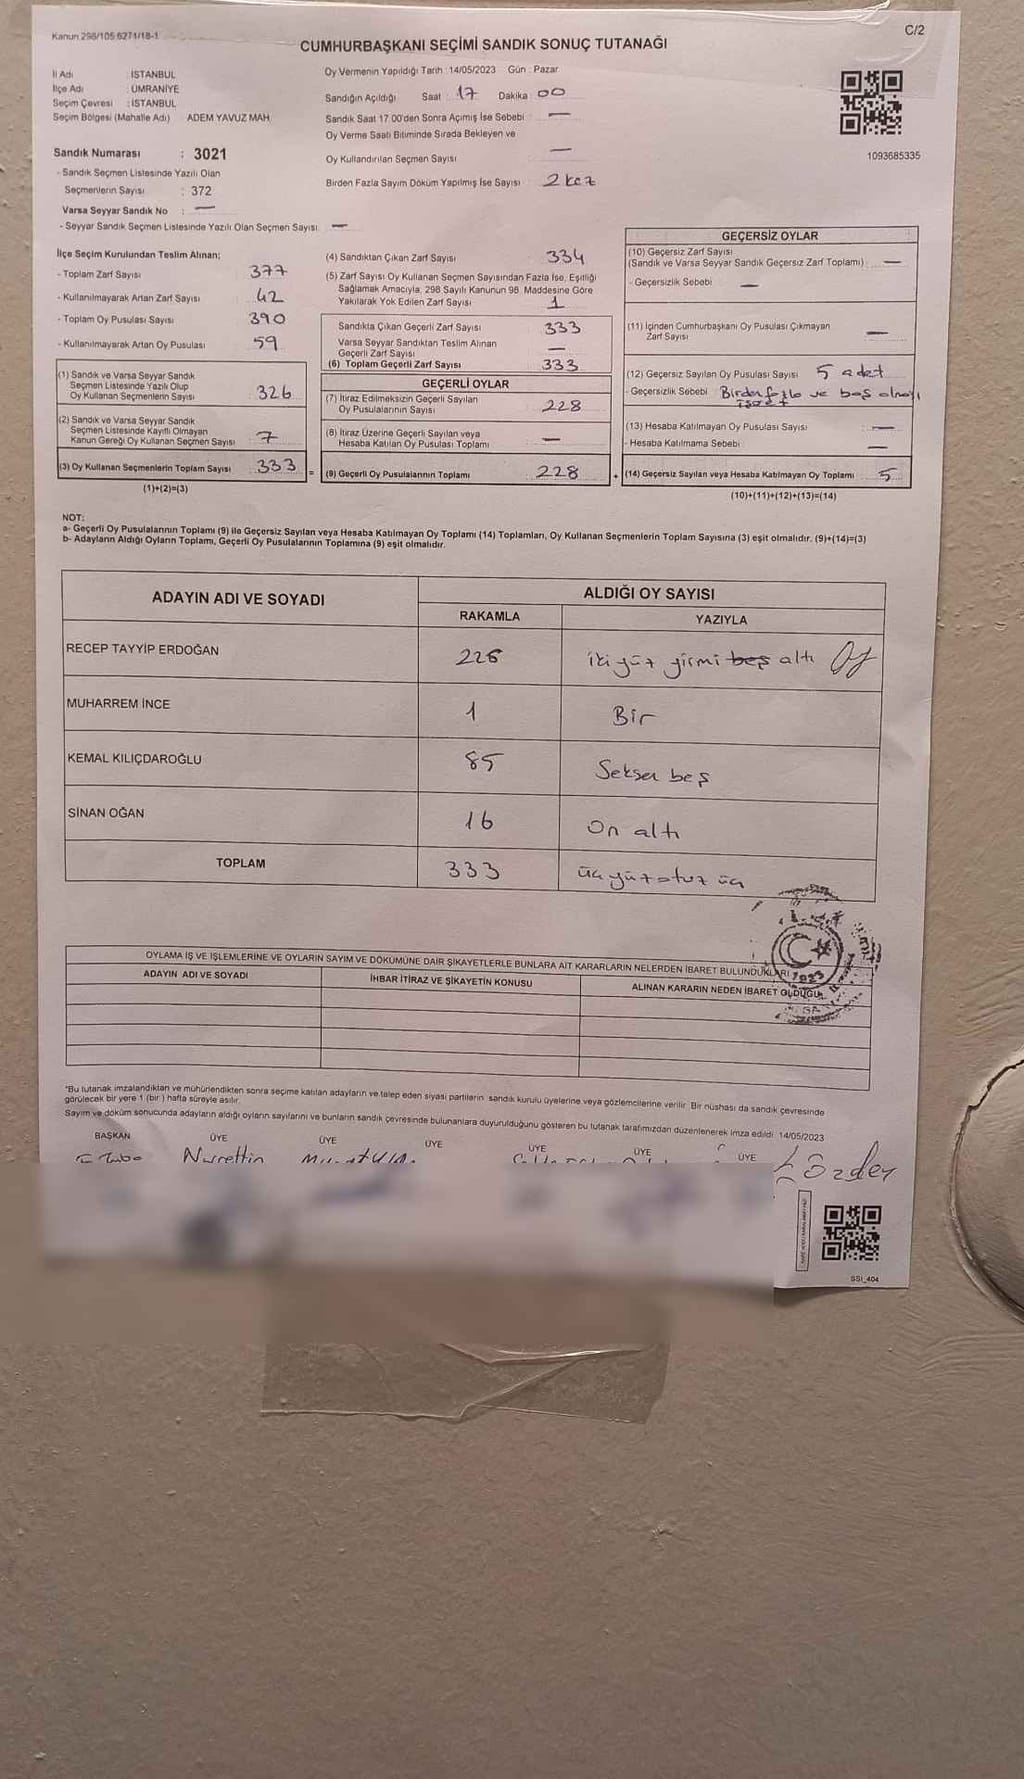 Kanun 298/105 6271/18-1
C/2
CUMHURBAŞKANI SEÇİMİ SANDIK SONUÇ TUTANAĞI
İl Adı : İSTANBUL
İlçe Adı : ÜMRANİYE
Seçim Çevresi : İSTANBUL
Seçim Bölgesi (Mahalle Adı) ADEM YAVUZ MAH.
Sandık Numarası : 3021
- Sandık Seçmen Listesinde Yazılı Olan
Seçmenlerin Sayısı : 372
Varsa Seyyar Sandık No : —
- Seyyar Sandık Seçmen Listesinde Yazılı Olan Seçmen Sayısı : —
Oy Vermenin Yapıldığı Tarih : 14/05/2023 Gün : Pazar
Sandığın Açıldığı Saat : 17 Dakika : 00
Sandık Saat 17.00'den Sonra Açımış İse Sebebi : —
Oy Verme Saati Bitiminde Sırada Bekleyen ve
Oy Kullandırılan Seçmen Sayısı —
Birden Fazla Sayım Döküm Yapılmış İse Sayısı 2 kez
1093685335
İlçe Seçim Kurulundan Teslim Alınan;
- Toplam Zarf Sayısı 377
- Kullanılmayarak Artan Zarf Sayısı 42
- Toplam Oy Pusulası Sayısı 390
- Kullanılmayarak Artan Oy Pusulası 59
(1) Sandık ve Varsa Seyyar Sandık
Seçmen Listesinde Yazılı Olup
Oy Kullanan Seçmenlerin Sayısı 326
(2) Sandık ve Varsa Seyyar Sandık
Seçmen Listesinde Kayıtlı Olmayan
Kanun Gereği Oy Kullanan Seçmen Sayısı 7
(3) Oy Kullanan Seçmenlerin Toplam Sayısı 333 =
(1)+(2)=(3)
(4) Sandıktan Çıkan Zarf Sayısı 334
(5) Zarf Sayısı Oy Kullanan Seçmen Sayısından Fazla İse, Eşitliği
Sağlamak Amacıyla, 298 Sayılı Kanunun 98. Maddesine Göre
Yakılarak Yok Edilen Zarf Sayısı 1
Sandıkta Çıkan Geçerli Zarf Sayısı 333
Varsa Seyyar Sandıktan Teslim Alınan
Geçerli Zarf Sayısı —
(6) Toplam Geçerli Zarf Sayısı 333
GEÇERLİ OYLAR
(7) İtiraz Edilmeksizin Geçerli Sayılan
Oy Pusulalarının Sayısı 228
(8) İtiraz Üzerine Geçerli Sayılan veya
Hesaba Katılan Oy Pusulası Toplamı —
(9) Geçerli Oy Pusulalarının Toplamı 228 +
GEÇERSİZ OYLAR
(10) Geçersiz Zarf Sayısı
(Sandık ve Varsa Seyyar Sandık Geçersiz Zarf Toplamı) : —
- Geçersizlik Sebebi : —
(11) İçinden Cumhurbaşkanı Oy Pusulası Çıkmayan
Zarf Sayısı —
(12) Geçersiz Sayılan Oy Pusulası Sayısı 5 adet
- Geçersizlik Sebebi Birden fazla ve boş olması
(13) Hesaba Katılmayan Oy Pusulası Sayısı —
- Hesaba Katılmama Sebebi —
(14) Geçersiz Sayılan veya Hesaba Katılmayan Oy Toplamı 5
(10)+(11)+(12)+(13)=(14)
NOT:
a- Geçerli Oy Pusulalarının Toplamı (9) ile Geçersiz Sayılan veya Hesaba Katılmayan Oy Toplamı (14) Toplamları, Oy Kullanan Seçmenlerin Toplam Sayısına (3) eşit olmalıdır. (9)+(14)=(3)
b- Adayların Aldığı Oyların Toplamı, Geçerli Oy Pusulalarının Toplamına (9) eşit olmalıdır.
ADAYIN ADI VE SOYADI ALDIĞI OY SAYISI
RAKAMLA YAZIYLA
RECEP TAYYİP ERDOĞAN 226 iki yüz yirmi beş altı
MUHARREM İNCE 1 Bir
KEMAL KILIÇDAROĞLU 85 Seksen beş
SİNAN OĞAN 16 On altı
TOPLAM 333 üçyüzotuz üç
1923
OYLAMA İŞ VE İŞLEMLERİNE VE OYLARIN SAYIM VE DÖKÜMÜNE DAİR ŞİKAYETLERLE BUNLARA AİT KARARLARIN NELERDEN İBARET BULUNDUKLARI
ADAYIN ADI VE SOYADI İHBAR İTİRAZ VE ŞİKAYETİN KONUSU ALINAN KARARIN NEDEN İBARET OLDUĞU
*Bu tutanak imzalandıktan ve mühürlendikten sonra seçime katılan adayların ve talep eden siyasi partilerin sandık kurulu üyelerine veya gözlemcilerine verilir. Bir nüshası da sandık çevresinde
görülecek bir yere 1 (bir) hafta süreyle asılır.
Sayım ve döküm sonucunda adayların aldığı oyların sayılarını ve bunların sandık çevresinde bulunanlara duyurulduğunu gösteren bu tutanak tarafımızdan düzenlenerek imza edildi. 14/05/2023
BAŞKAN ÜYE ÜYE ÜYE ÜYE ÜYE ÜYE
Nurettin Özden
SSI_404